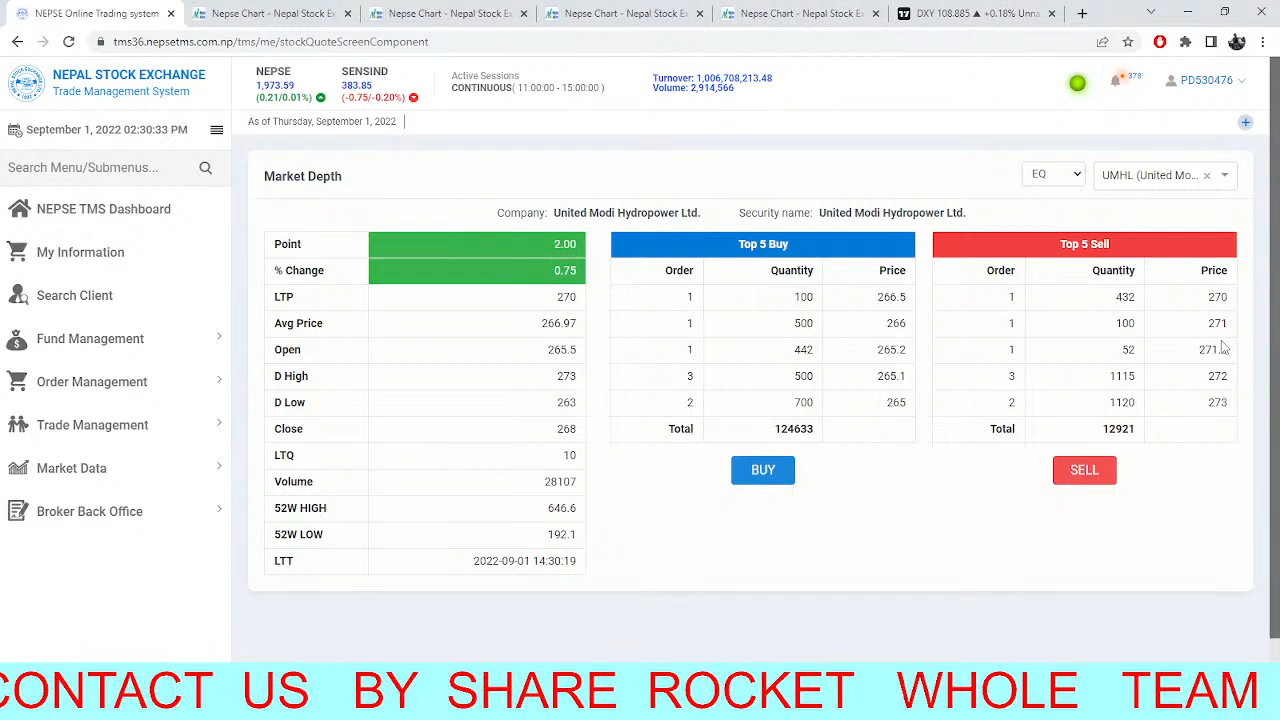 NEPSE Online Trading system
Nepse Chart - Nepal Stock Ex
Nepse Chart - Nepal Stock Ex
Nepse Chart - Nepal Stock Ex
Nepse Chart - Nepal Stock Ex
DXY 108.885 ▲ +0.18% Unna
tms36.nepsetms.com.np/tms/me/stockQuoteScreenComponent
NEPAL STOCK EXCHANGE
Trade Management System
NEPSE
1,973.59
(0.21/0.01%)
SENSIND
383.85
(-0.75/-0.20%)
Active Sessions
CONTINUOUS( 11:00:00 - 15:00:00 )
Turnover: 1,006,708,213.48
Volume: 2,914,566
378
PD530476
September 1, 2022 02:30:33 PM
As of Thursday, September 1, 2022
Search Menu/Submenus...
NEPSE TMS Dashboard
My Information
Search Client
Fund Management
Order Management
Trade Management
Market Data
Broker Back Office
Market Depth
EQ
UMHL (United Mo... ×
Company: United Modi Hydropower Ltd.
Security name: United Modi Hydropower Ltd.
Point 2.00
% Change 0.75
LTP 270
Avg Price 266.97
Open 265.5
D High 273
D Low 263
Close 268
LTQ 10
Volume 28107
52W HIGH 646.6
52W LOW 192.1
LTT 2022-09-01 14:30:19
Top 5 Buy
Order Quantity Price
1 100 266.5
1 500 266
1 442 265.2
3 500 265.1
2 700 265
Total 124633
BUY
Top 5 Sell
Order Quantity Price
1 432 270
1 100 271
1 52
3 1115 272
2 1120 273
Total 12921
SELL
CONTACT US BY SHARE ROCKET WHOLE TEAM